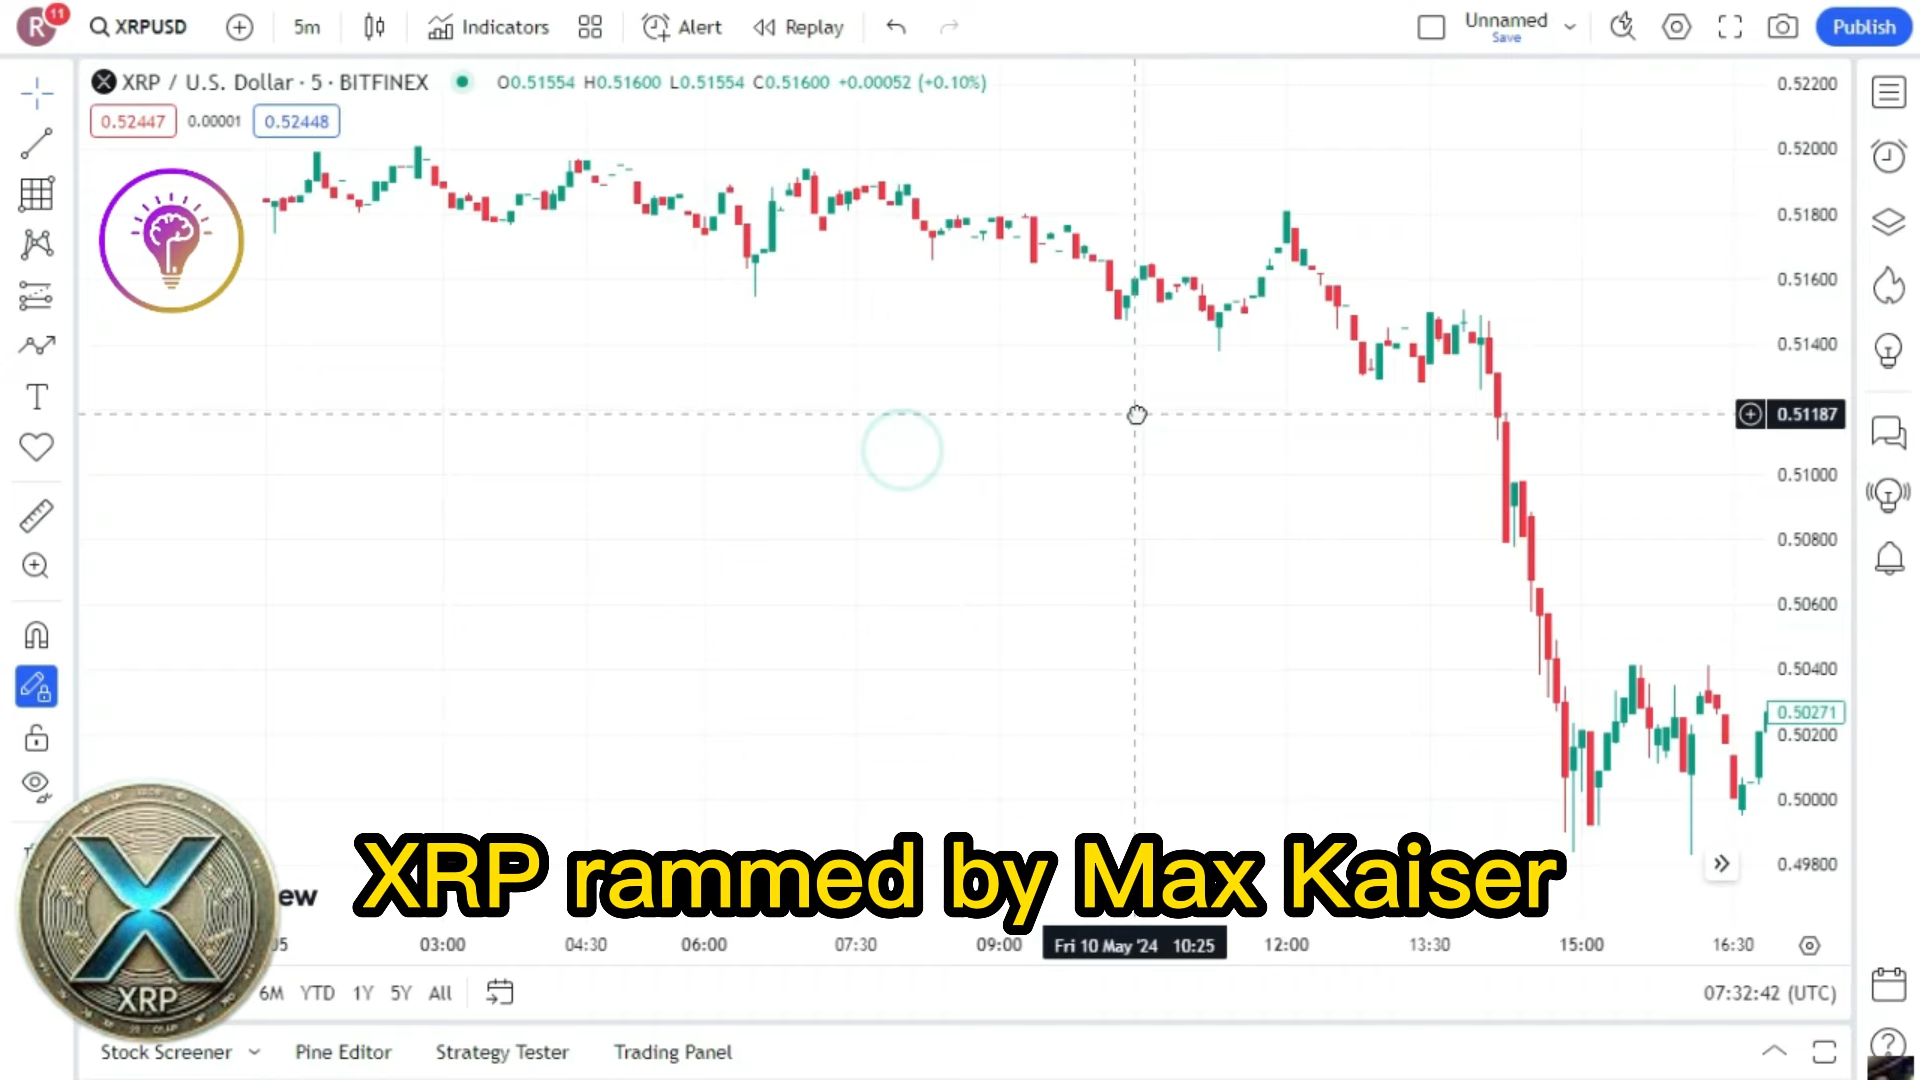 R 11 XRPUSD 5m Indicators Alert Replay Unnamed Save Publish
XRP / U.S. Dollar · 5 · BITFINEX O0.51554 H0.51600 L0.51554 C0.51600 +0.00052 (+0.10%)
0.52447 0.00001 0.52448
0.52200
0.52000
0.51800
0.51600
0.51400
0.51187
0.51000
0.50800
0.50600
0.50400
0.50271
0.50200
0.50000
0.49800
XRP
ew
XRP rammed by Max Kaiser
03:00 04:30 06:00 07:30 09:00 Fri 10 May '24 10:25 12:00 13:30 15:00 16:30
6M YTD 1Y 5Y All 07:32:42 (UTC)
Stock Screener Pine Editor Strategy Tester Trading Panel